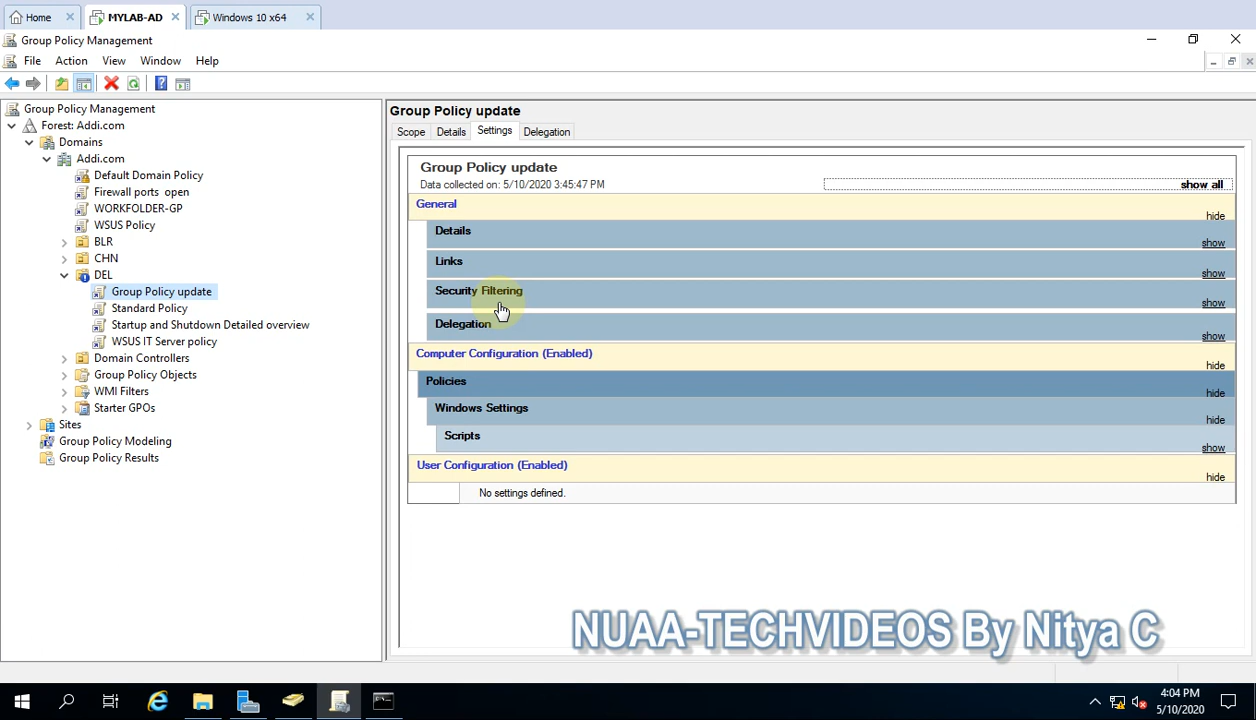 Home
MYLAB-AD
Windows 10 x64
Group Policy Management
File Action View Window Help
Group Policy Management
Forest: Addi.com
Domains
Addi.com
Default Domain Policy
Firewall ports open
WORKFOLDER-GP
WSUS Policy
BLR
CHN
DEL
Group Policy update
Standard Policy
Startup and Shutdown Detailed overview
WSUS IT Server policy
Domain Controllers
Group Policy Objects
WMI Filters
Starter GPOs
Sites
Group Policy Modeling
Group Policy Results
Group Policy update
Scope Details Settings Delegation
Group Policy update
Data collected on: 5/10/2020 3:45:47 PM
show all
General
hide
Details
show
Links
show
Security Filtering
show
Delegation
show
Computer Configuration (Enabled)
hide
Policies
hide
Windows Settings
hide
Scripts
show
User Configuration (Enabled)
hide
No settings defined.
NUAA-TECHVIDEOS By Nitya C
4:04 PM
5/10/2020